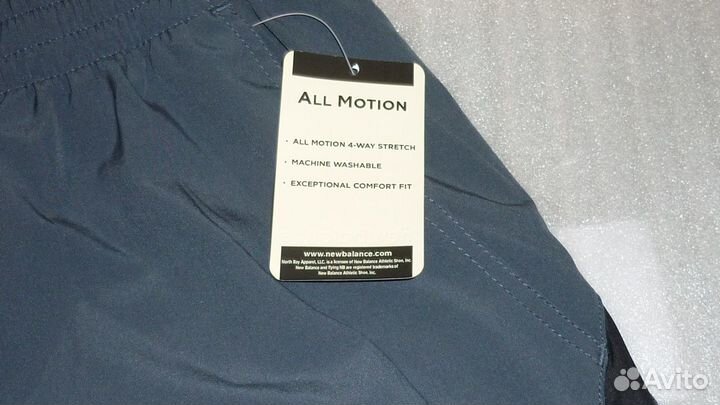 ALL MOTION
· ALL MOTION 4-WAY STRETCH
· MACHINE WASHABLE
· EXCEPTIONAL COMFORT FIT
www.newbalance.com
North Bay Apparel, LLC. is a licensee of New Balance Athletic Shoe, Inc.
New Balance and flying NB are registered trademarks of
New Balance Athletic Shoe, Inc.
Avito